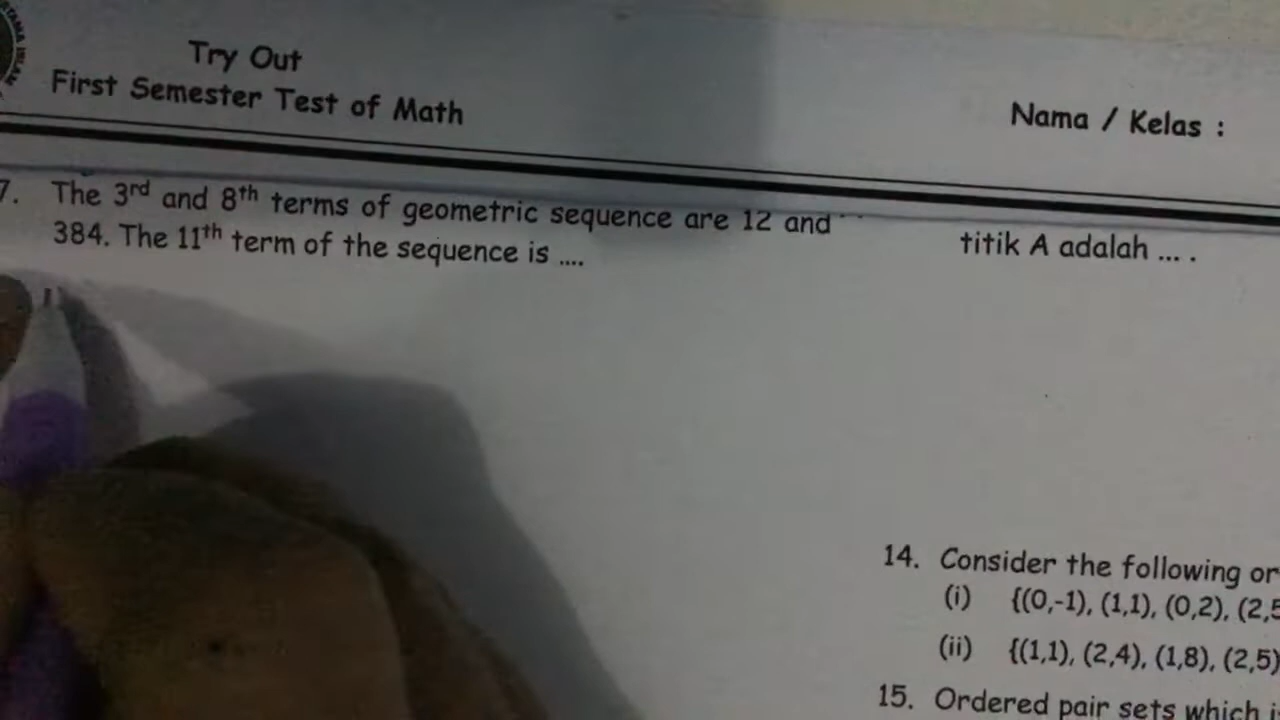 Try Out
First Semester Test of Math
Nama / Kelas :
7. The 3rd and 8th terms of geometric sequence are 12 and
384. The 11th term of the sequence is ....
titik A adalah ... .
14. Consider the following or
(i) {(0,-1), (1,1), (0,2), (2,5
(ii) {(1,1), (2,4), (1,8), (2,5)
15. Ordered pair sets which i